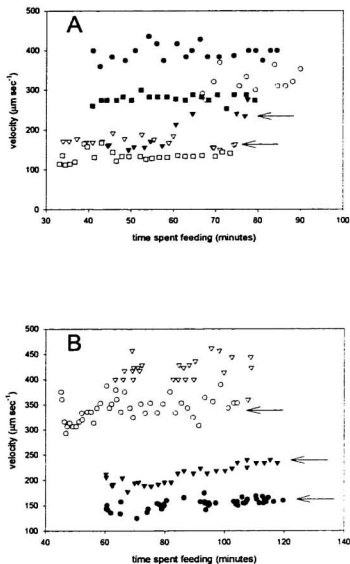 A
500
400
300
200
100
0
velocity (µm sec⁻¹)
30 40 50 60 70 80 90 100
time spent feeding (minutes)
B
500
450
400
350
300
250
200
150
100
velocity (µm sec⁻¹)
40 60 80 100 120 140
time spent feeding (minutes)